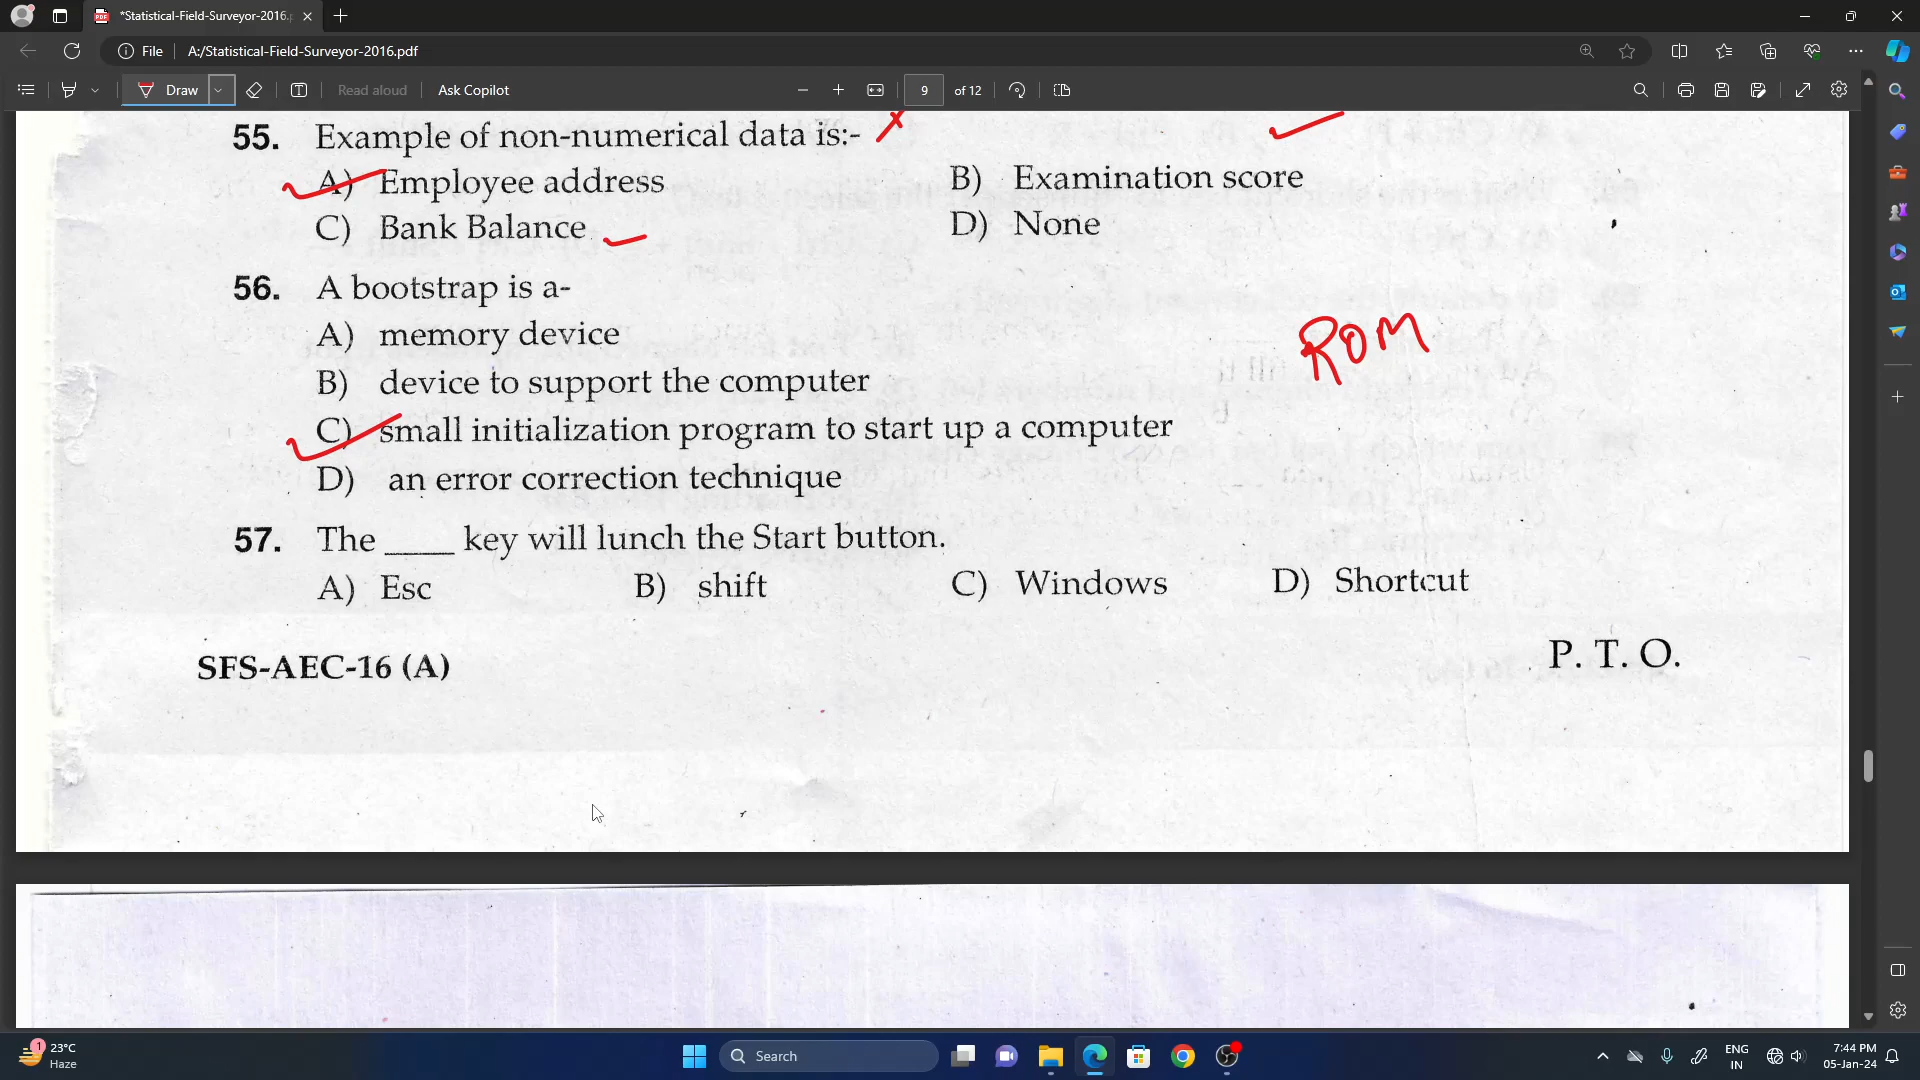 *Statistical-Field-Surveyor-2016.p
File A:/Statistical-Field-Surveyor-2016.pdf
Draw Read aloud Ask Copilot 9 of 12
55. Example of non-numerical data is:-
A) Employee address B) Examination score
C) Bank Balance D) None
56. A bootstrap is a-
A) memory device
ROM
B) device to support the computer
C) small initialization program to start up a computer
D) an error correction technique
57. The ____ key will lunch the Start button.
A) Esc B) shift C) Windows D) Shortcut
SFS-AEC-16 (A) P. T. O.
1 23°C
Haze
Search
ENG
IN
7:44 PM
05-Jan-24